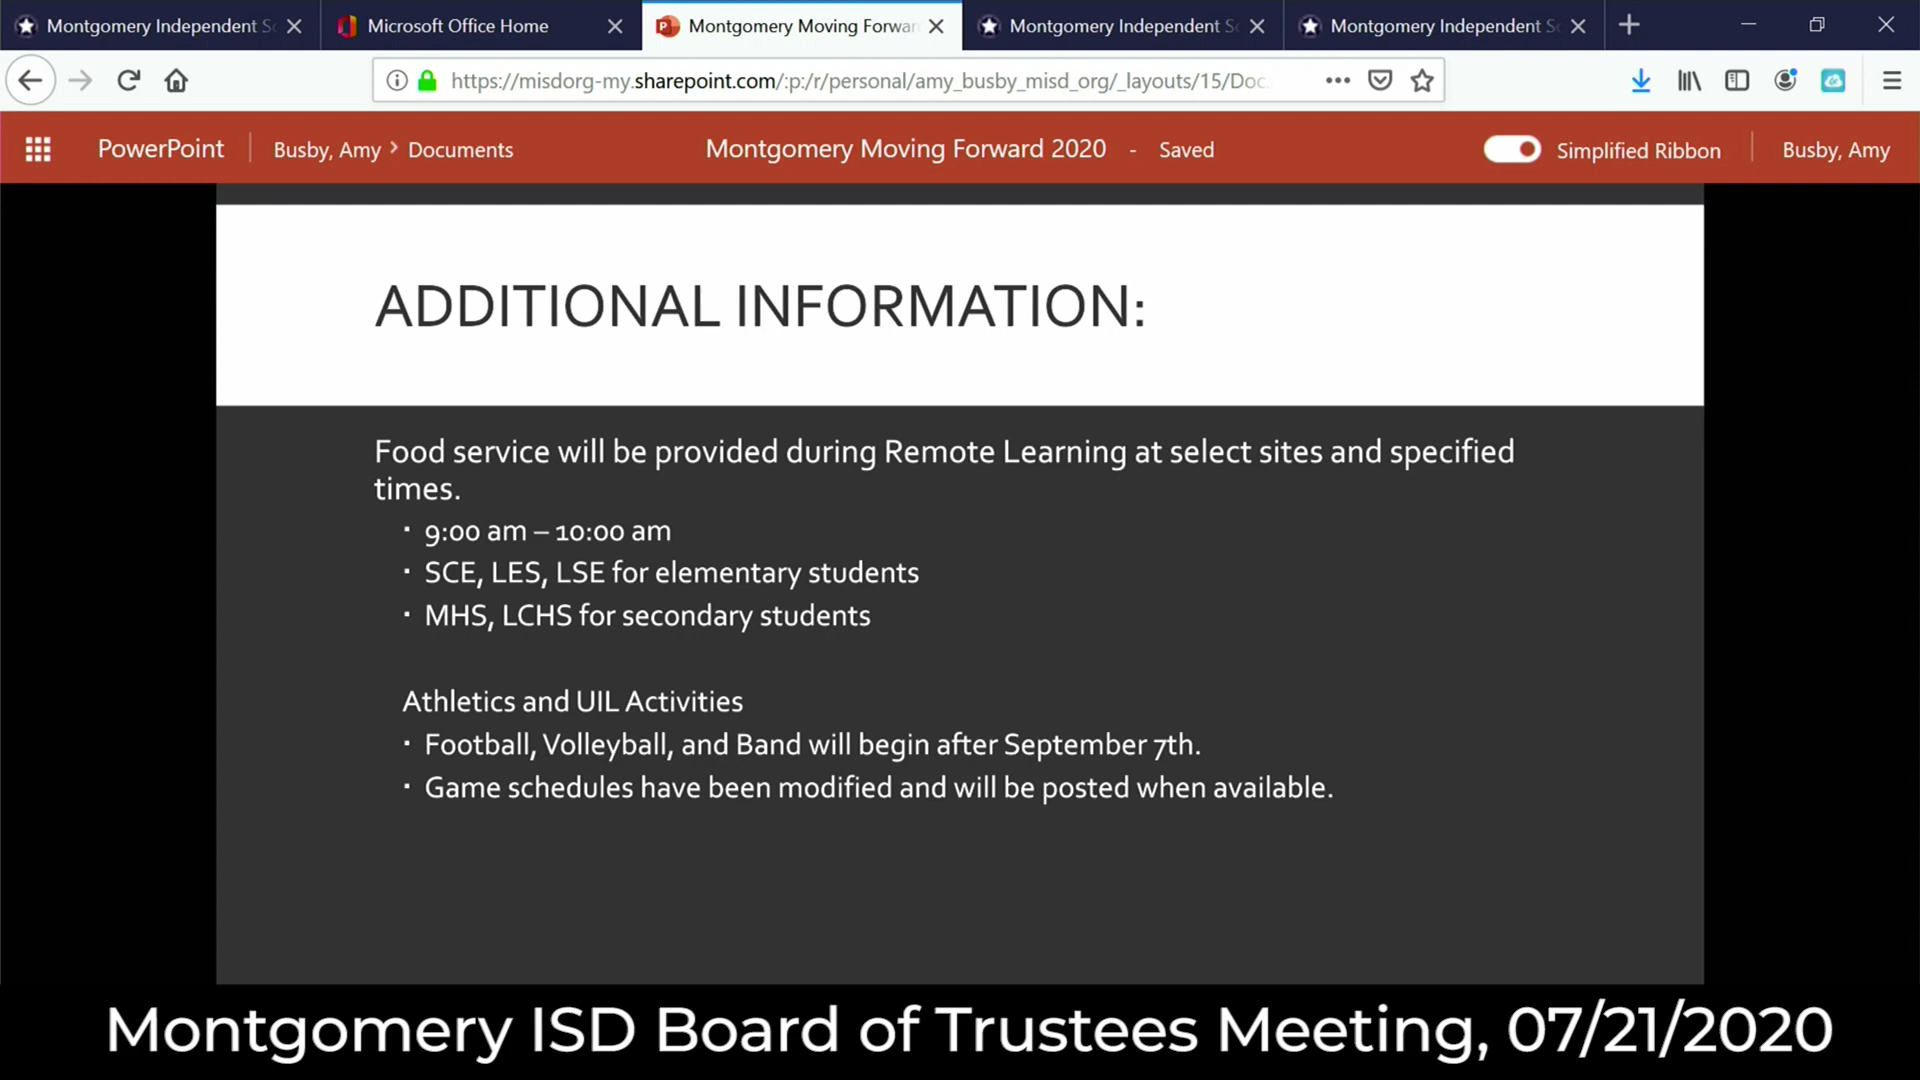 Montgomery Independent Sc
Microsoft Office Home
Montgomery Moving Forwar
Montgomery Independent Sc
Montgomery Independent Sc
https://misdorg-my.sharepoint.com/:p:/r/personal/amy_busby_misd_org/_layouts/15/Doc.
PowerPoint
Busby, Amy > Documents
Montgomery Moving Forward 2020 - Saved
Simplified Ribbon
Busby, Amy
ADDITIONAL INFORMATION:
Food service will be provided during Remote Learning at select sites and specified
times.
▪ 9:00 am – 10:00 am
▪ SCE, LES, LSE for elementary students
▪ MHS, LCHS for secondary students
Athletics and UIL Activities
▪ Football, Volleyball, and Band will begin after September 7th.
▪ Game schedules have been modified and will be posted when available.
Montgomery ISD Board of Trustees Meeting, 07/21/2020